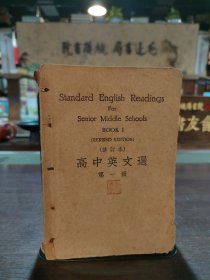 Standard English Readings
For
Senior Middle Schools
BOOK I
(REVISED EDITION)
(修訂本)
高中英文選
第一冊